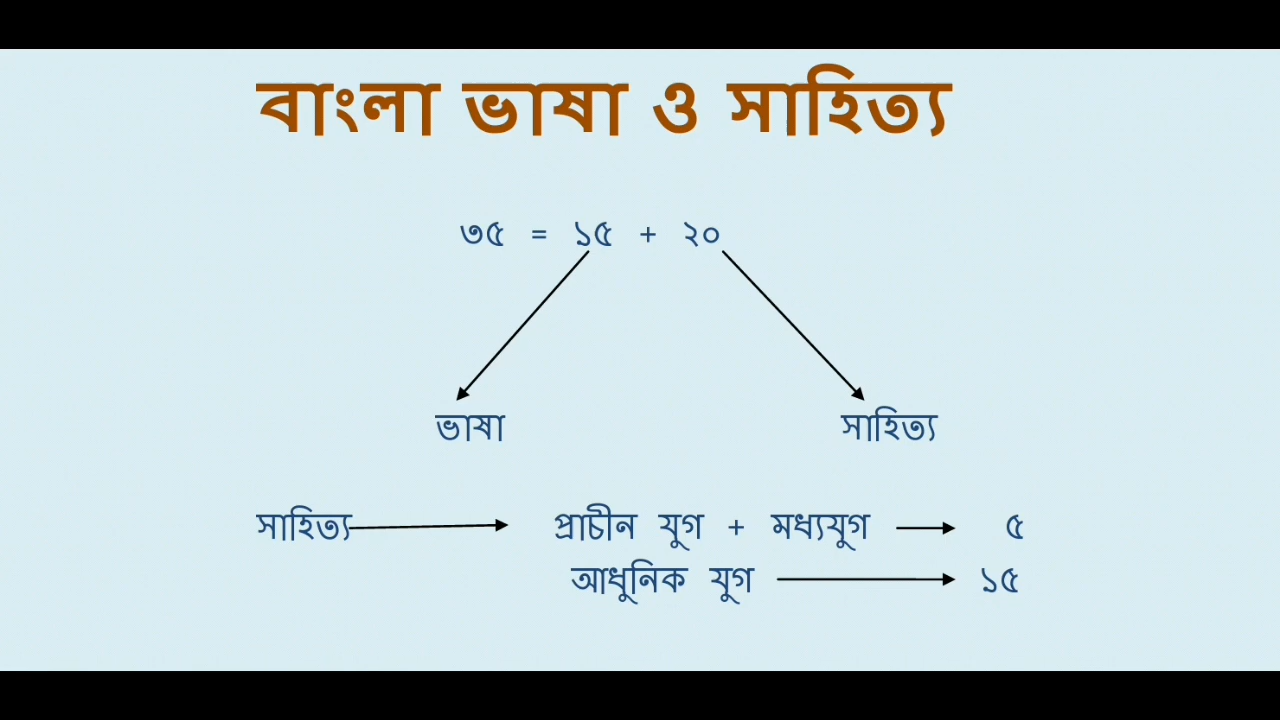 বাংলা ভাষা ও সাহিত্য
৩৫ = ১৫ + ২০
ভাষা সাহিত্য
সাহিত্য প্রাচীন যুগ + মধ্যযুগ ৫
আধুনিক যুগ ১৫